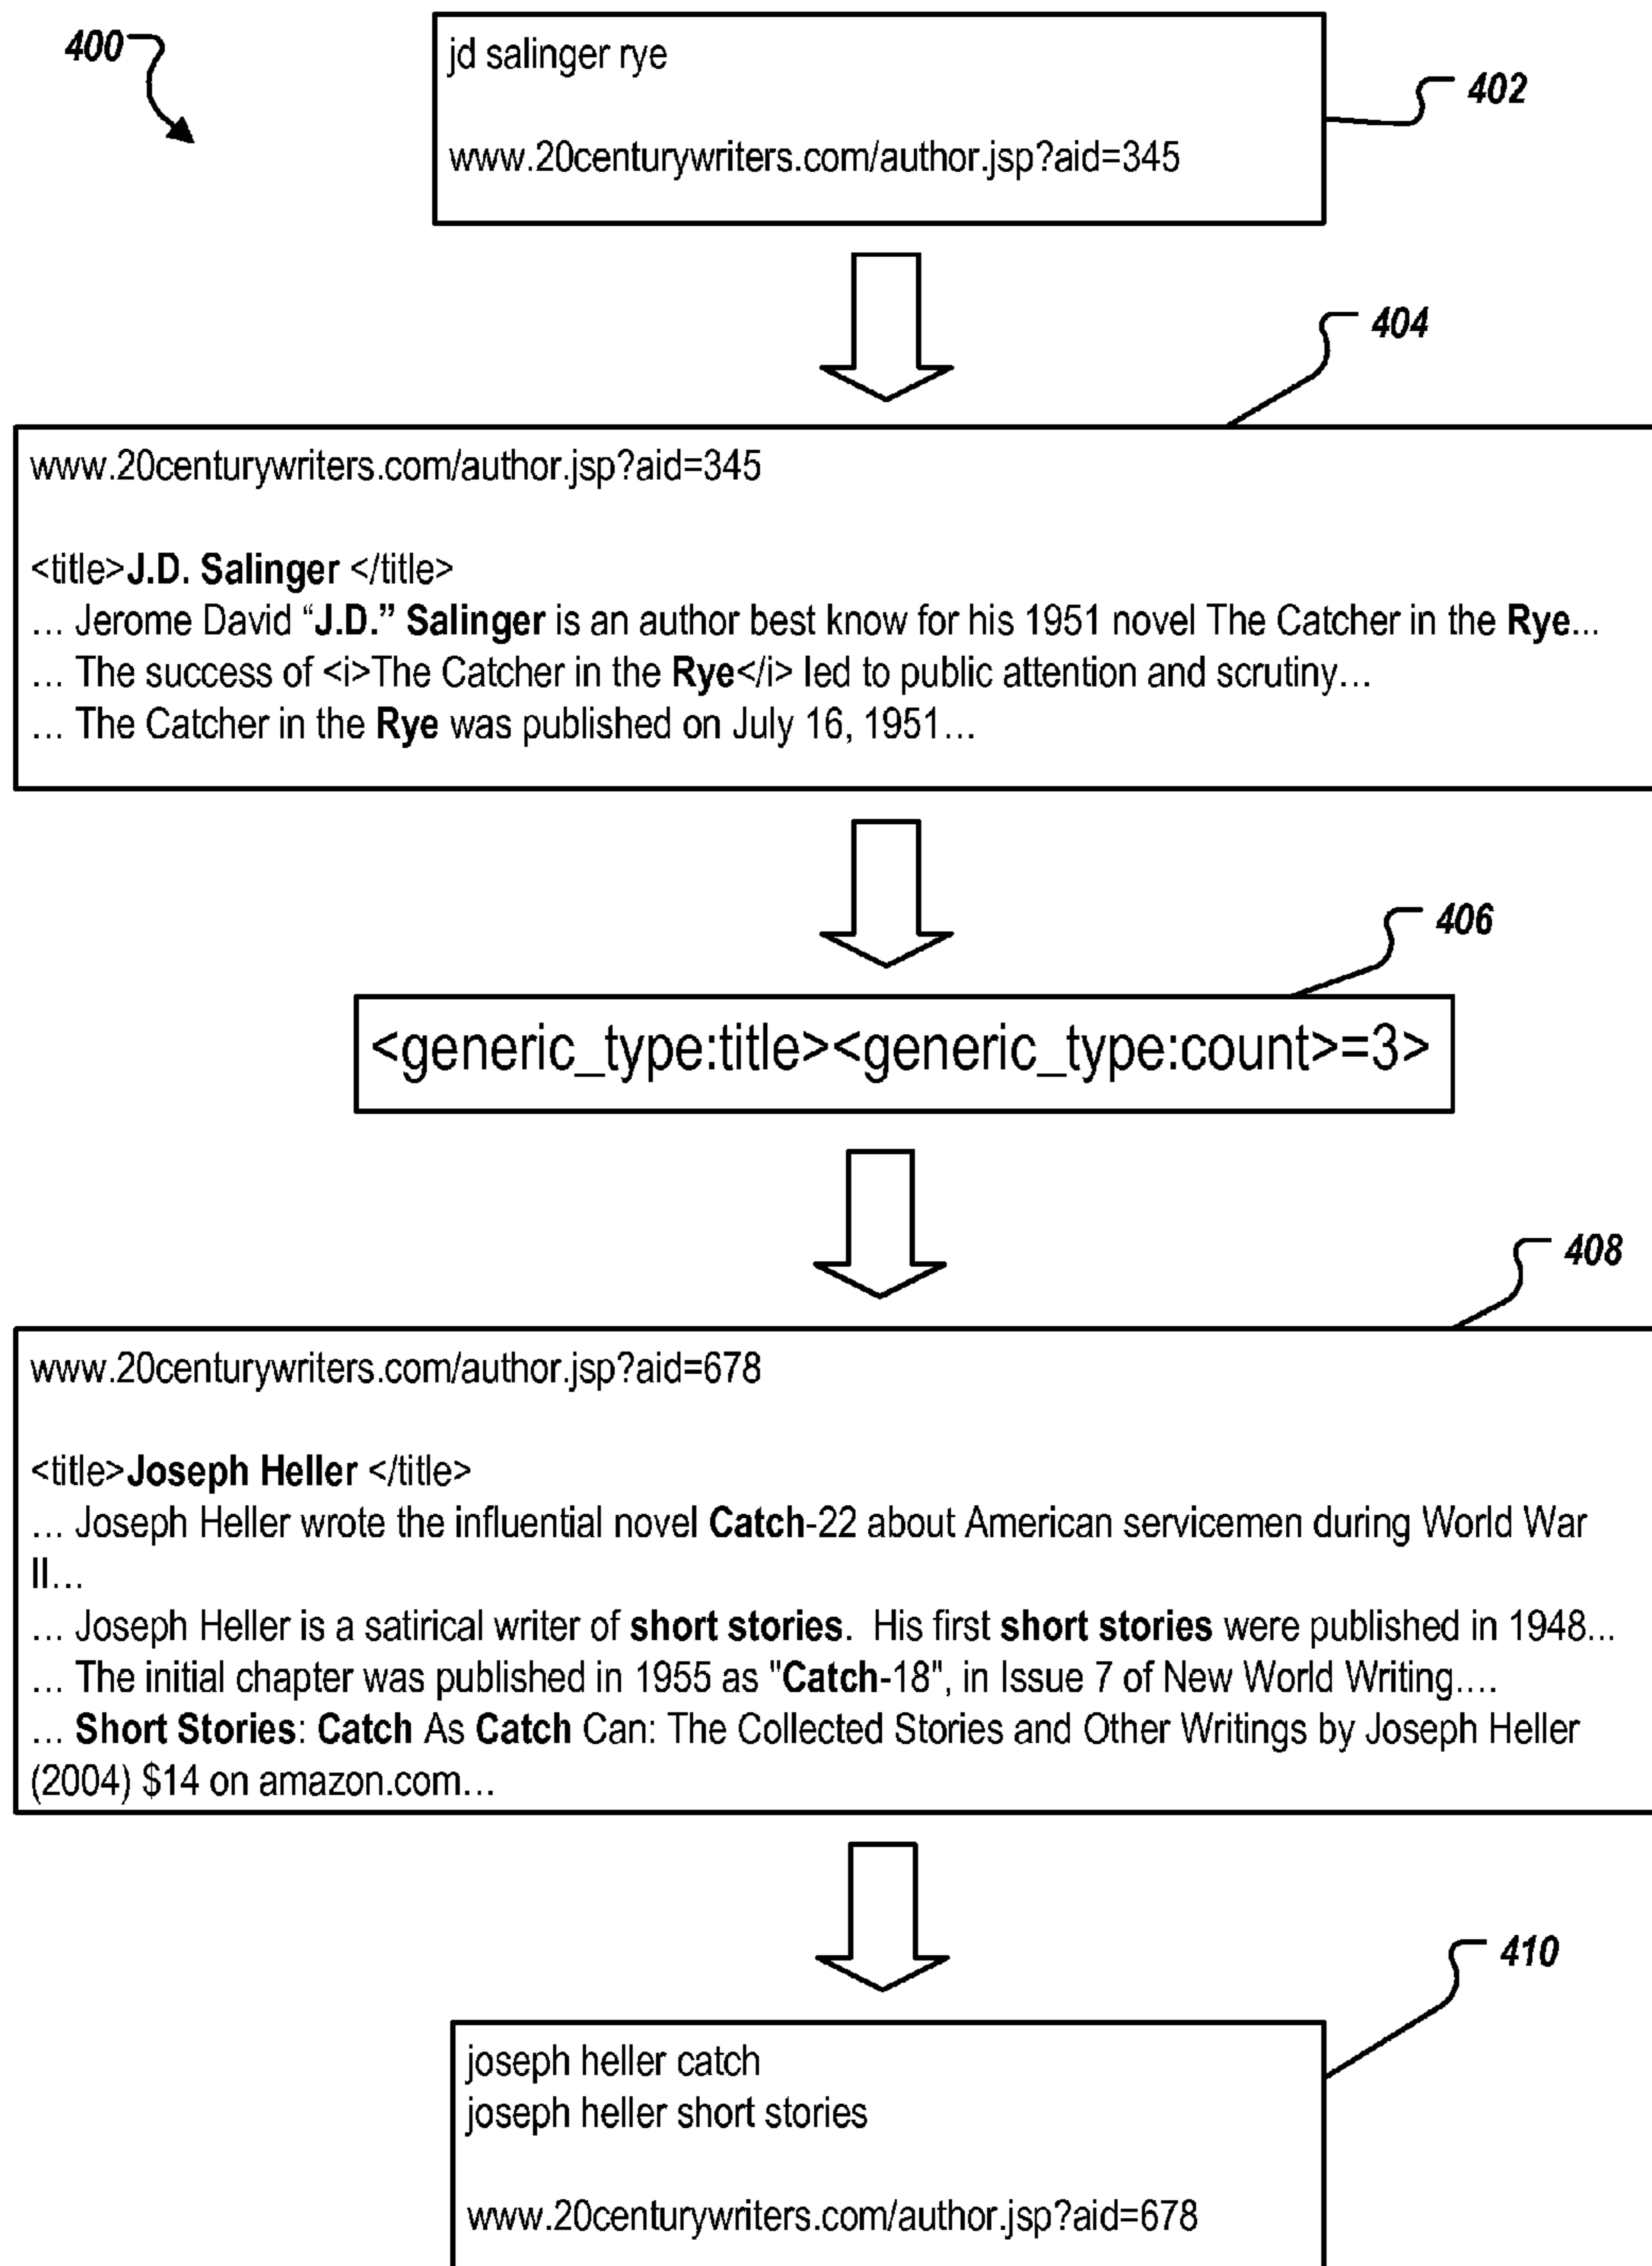 400
jd salinger rye
402
www.20centurywriters.com/author.jsp?aid=345
404
www.20centurywriters.com/author.jsp?aid=345
<title>J.D. Salinger </title>
... Jerome David “J.D.” Salinger is an author best know for his 1951 novel The Catcher in the Rye...
... The success of <i>The Catcher in the Rye</i> led to public attention and scrutiny...
... The Catcher in the Rye was published on July 16, 1951...
406
<generic_type:title><generic_type:count>=3>
408
www.20centurywriters.com/author.jsp?aid=678
<title>Joseph Heller </title>
... Joseph Heller wrote the influential novel Catch-22 about American servicemen during World War
II...
... Joseph Heller is a satirical writer of short stories.  His first short stories were published in 1948...
... The initial chapter was published in 1955 as "Catch-18", in Issue 7 of New World Writing....
... Short Stories: Catch As Catch Can: The Collected Stories and Other Writings by Joseph Heller
(2004) $14 on amazon.com...
410
joseph heller catch
joseph heller short stories
www.20centurywriters.com/author.jsp?aid=678